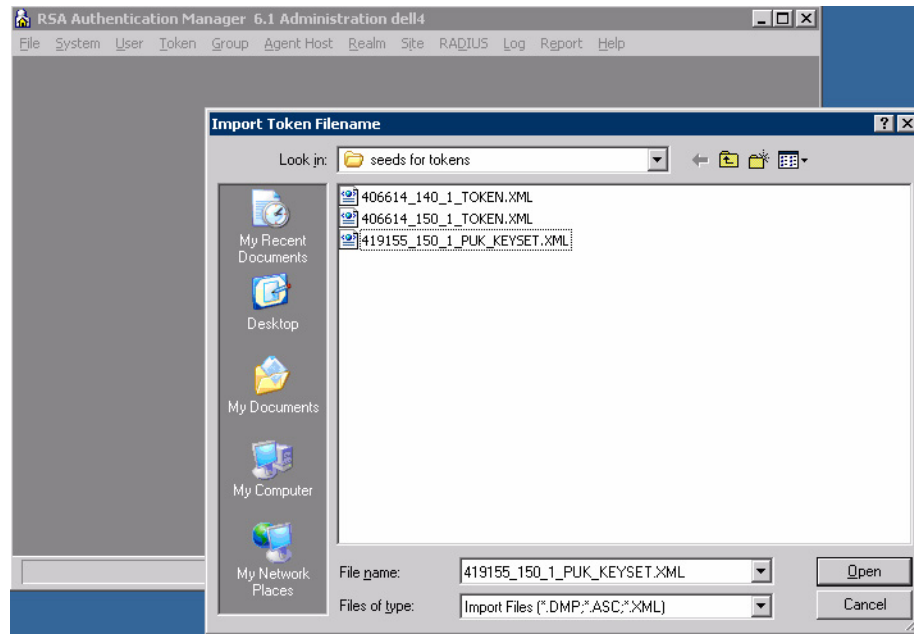 RSA Authentication Manager 6.1 Administration dell4
File System User Token Group Agent Host Realm Site RADIUS Log Report Help
Import Token Filename
Look in: seeds for tokens
406614_140_1_TOKEN.XML
406614_150_1_TOKEN.XML
419155_150_1_PUK_KEYSET.XML
My Recent
Documents
Desktop
My Documents
My Computer
My Network
Places
File name: 419155_150_1_PUK_KEYSET.XML Open
Files of type: Import Files (*.DMP;*.ASC;*.XML) Cancel